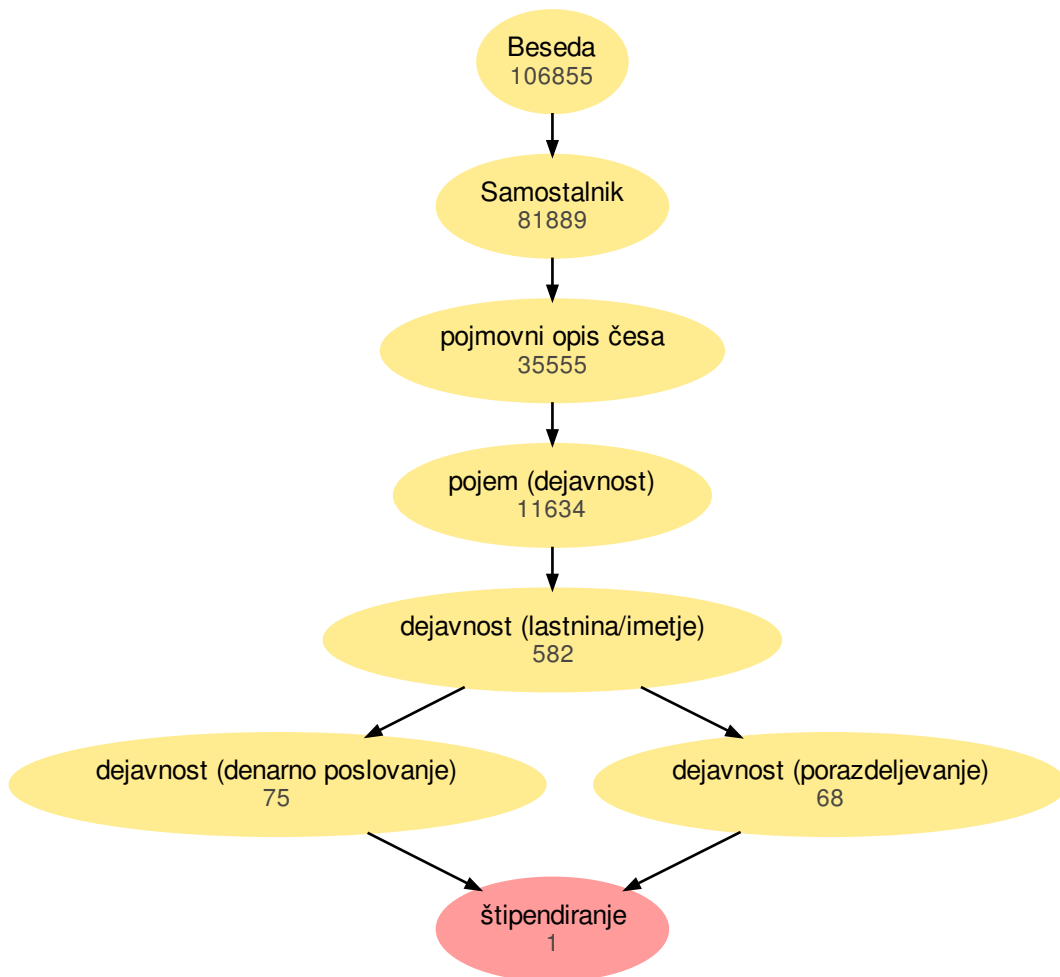 Beseda
106855
Samostalnik
81889
pojmovni opis česa
35555
pojem (dejavnost)
11634
dejavnost (lastnina/imetje)
582
dejavnost (denarno poslovanje)
75
dejavnost (porazdeljevanje)
68
štipendiranje
1